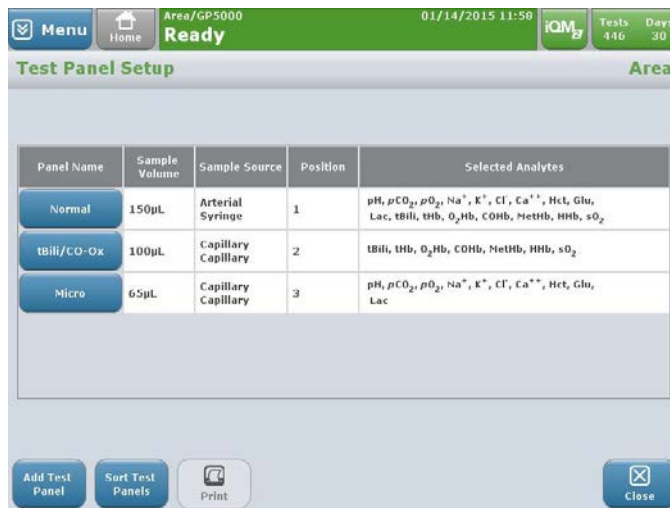 Menu
Home
Area/GP5000
Ready
01/14/2015 11:58
iQM2
Tests
446
Days
30
Test Panel Setup
Area
Panel Name
Sample
Volume
Sample Source
Position
Selected Analytes
Normal
150µL
Arterial
Syringe
1
pH, pCO₂, pO₂, Na⁺, K⁺, Cl⁻, Ca⁺⁺, Hct, Glu,
Lac, tBili, tHb, O₂Hb, COHb, MetHb, HHb, sO₂
tBili/CO-Ox
100µL
Capillary
Capillary
2
tBili, tHb, O₂Hb, COHb, MetHb, HHb, sO₂
Micro
65µL
Capillary
Capillary
3
pH, pCO₂, pO₂, Na⁺, K⁺, Cl⁻, Ca⁺⁺, Hct, Glu,
Lac
Add Test
Panel
Sort Test
Panels
Print
Close